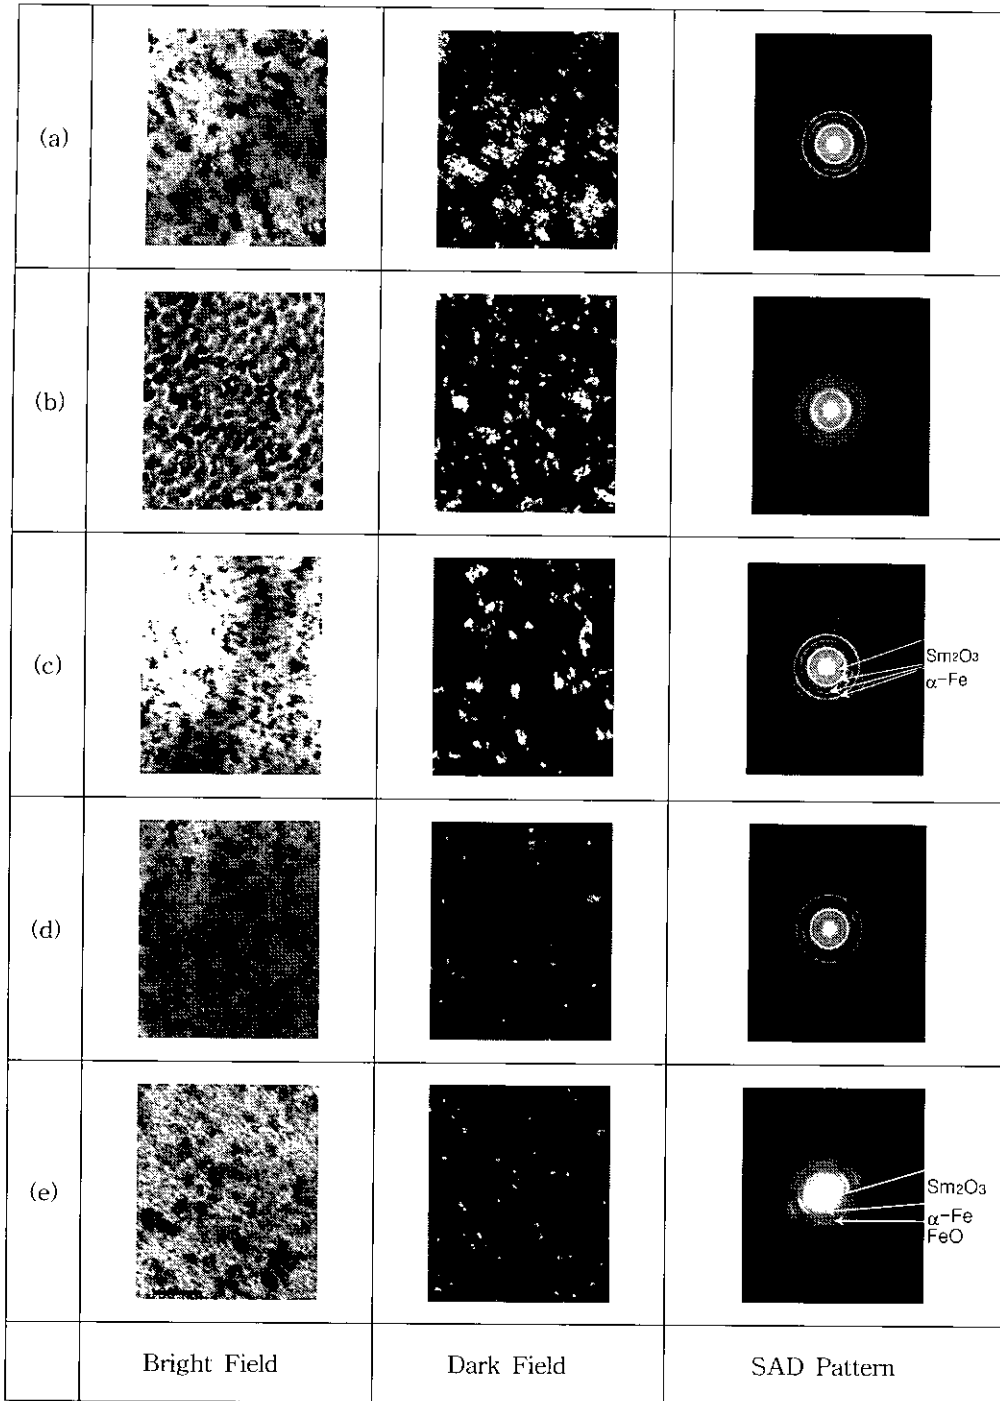 (a)
(b)
(c)
Sm₂O₃
α-Fe
(d)
(e)
Sm₂O₃
α-Fe
FeO
Bright Field
Dark Field
SAD Pattern